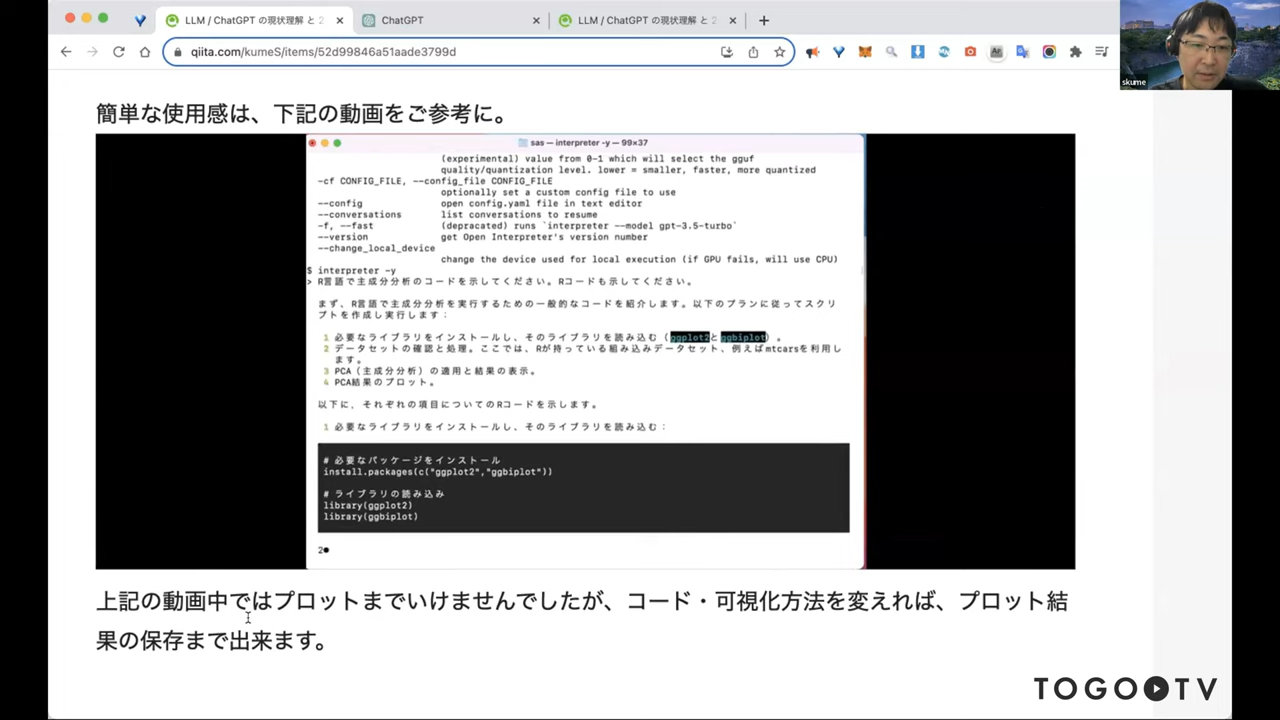 LLM / ChatGPT の現状理解 と 2
ChatGPT
LLM / ChatGPT の現状理解 と 2
qiita.com/kumeS/items/52d99846a51aade3799d
skume
簡単な使用感は、下記の動画をご参考に。
sas — interpreter -y — 99×37
(experimental) value from 0-1 which will select the gguf
quality/quantization level. lower = smaller, faster, more quantized
-cf CONFIG_FILE, --config_file CONFIG_FILE
optionally set a custom config file to use
--config open config.yaml file in text editor
--conversations list conversations to resume
-f, --fast (depracated) runs `interpreter --model gpt-3.5-turbo`
--version get Open Interpreter's version number
--change_local_device
change the device used for local execution (if GPU fails, will use CPU)
$ interpreter -y
> R言語で主成分分析のコードを示してください。Rコードも示してください。
まず、R言語で主成分分析を実行するための一般的なコードを紹介します。以下のプランに従ってスクリ
プトを作成し実行します:
1 必要なライブラリをインストールし、そのライブラリを読み込む (ggplot2とggbiplot) 。
2 データセットの確認と処理。ここでは、Rが持っている組み込みデータセット、例えばmtcarsを利用し
ます。
3 PCA（主成分分析）の適用と結果の表示。
4 PCA結果のプロット。
以下に、それぞれの項目についてのRコードを示します。
1 必要なライブラリをインストールし、そのライブラリを読み込む:
# 必要なパッケージをインストール
install.packages(c("ggplot2","ggbiplot"))
# ライブラリの読み込み
library(ggplot2)
library(ggbiplot)
2●
上記の動画中ではプロットまでいけませんでしたが、コード・可視化方法を変えれば、プロット結
果の保存まで出来ます。
TOGO TV